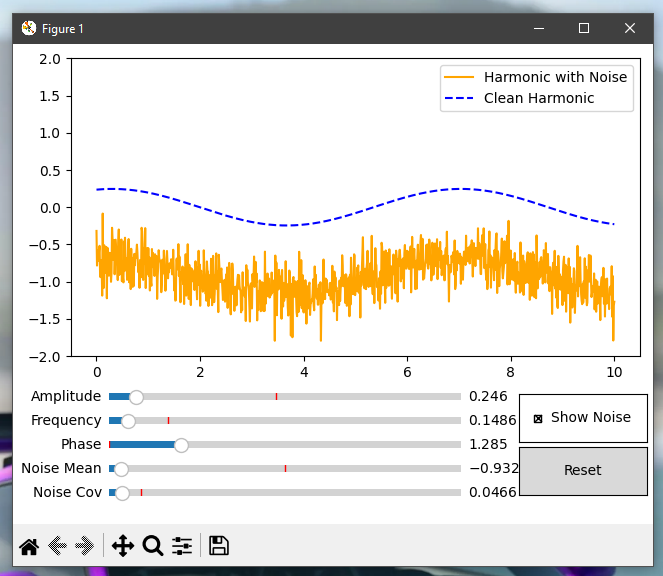 Figure 1
2.0
1.5
1.0
0.5
0.0
−0.5
−1.0
−1.5
−2.0
Harmonic with Noise
Clean Harmonic
0 2 4 6 8 10
Amplitude 0.246
Frequency 0.1486
Phase 1.285
Noise Mean −0.932
Noise Cov 0.0466
Show Noise
Reset